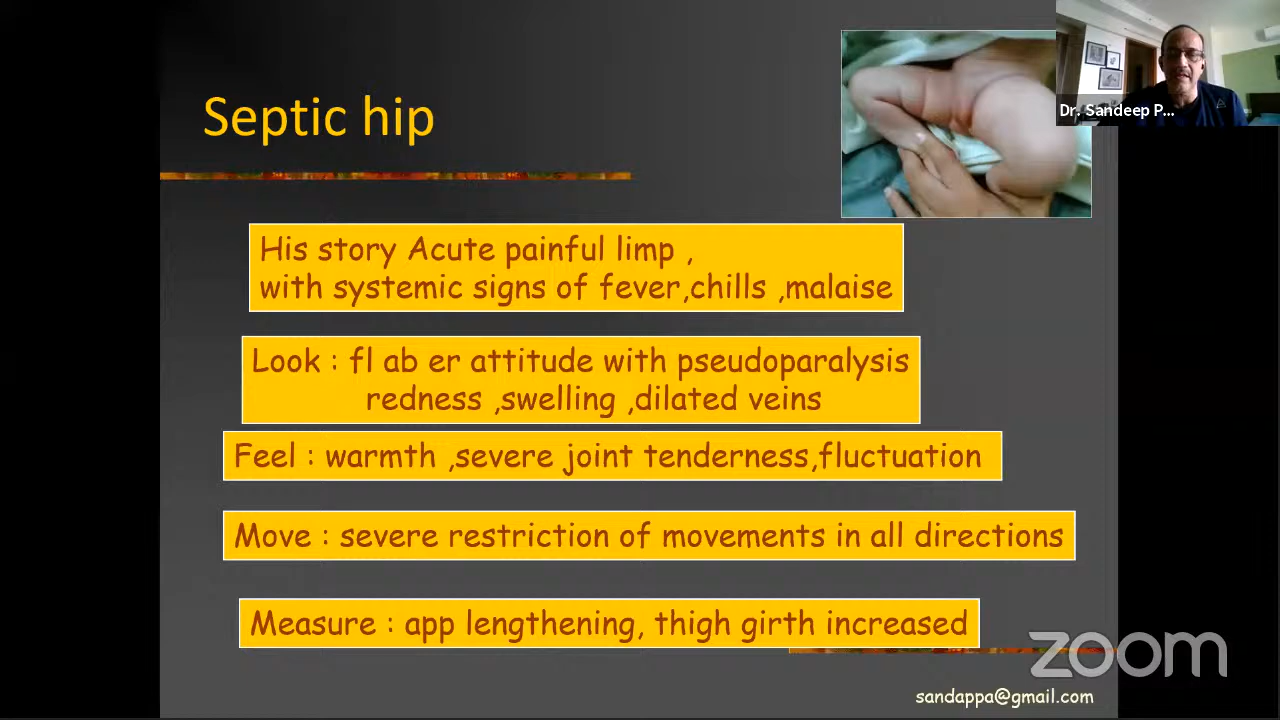 Dr. Sandeep P...
Septic hip
His story Acute painful limp ,
with systemic signs of fever,chills ,malaise
Look : fl ab er attitude with pseudoparalysis
redness ,swelling ,dilated veins
Feel : warmth ,severe joint tenderness,fluctuation
Move : severe restriction of movements in all directions
Measure : app lengthening, thigh girth increased
zoom
sandappa@gmail.com